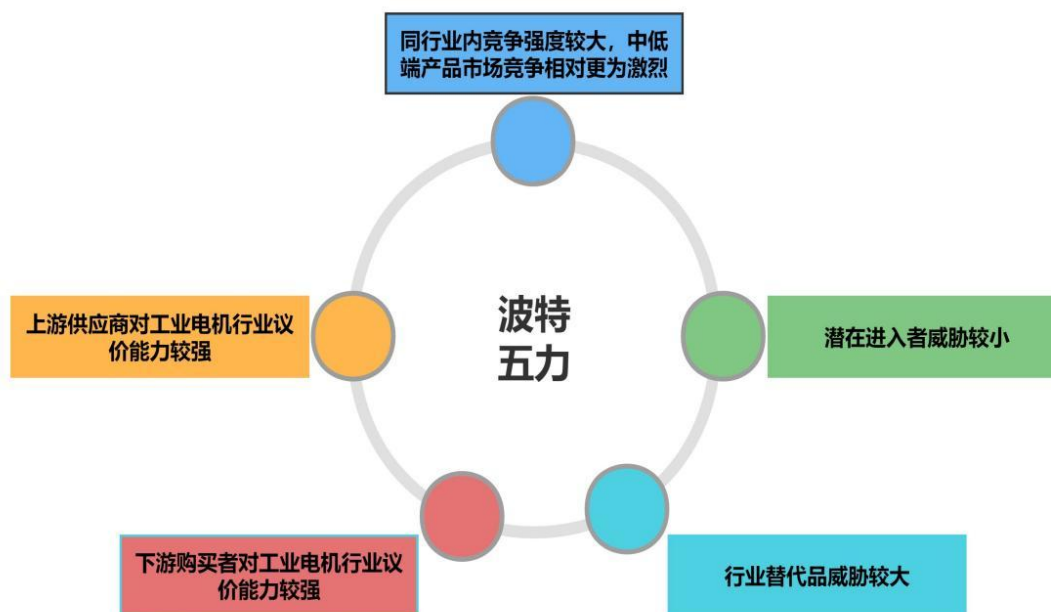 同行业内竞争强度较大，中低
端产品市场竞争相对更为激烈
波特
五力
上游供应商对工业电机行业议
价能力较强
潜在进入者威胁较小
下游购买者对工业电机行业议
价能力较强
行业替代品威胁较大